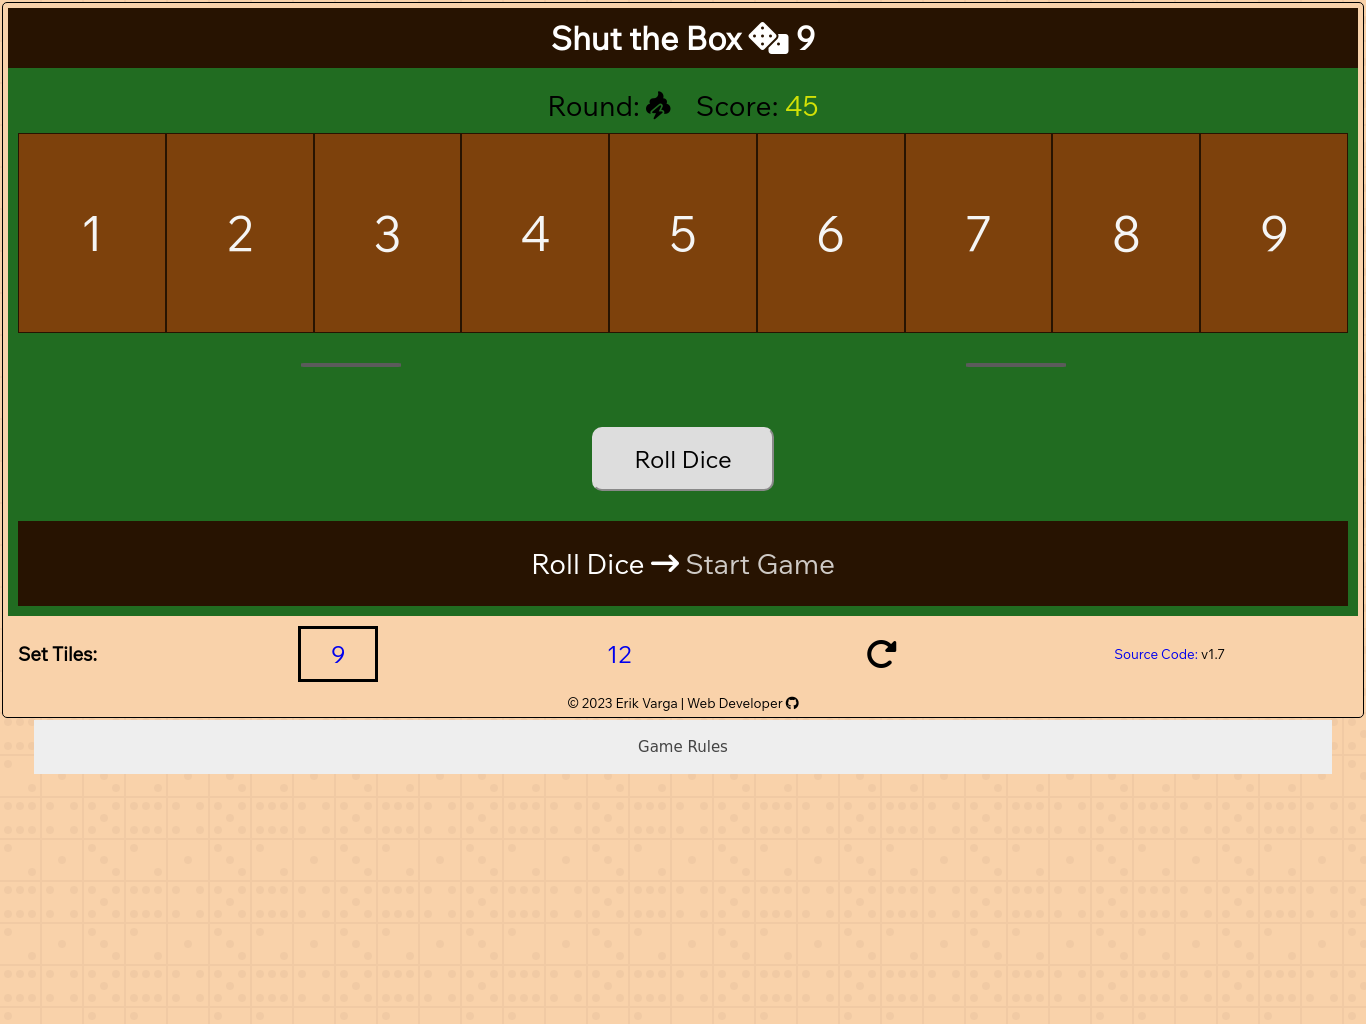 Shut the Box 9
Round: Score: 45
1 2 3 4 5 6 7 8 9
Roll Dice
Roll Dice → Start Game
Set Tiles: 9 12 Source Code: v1.7
© 2023 Erik Varga | Web Developer
Game Rules